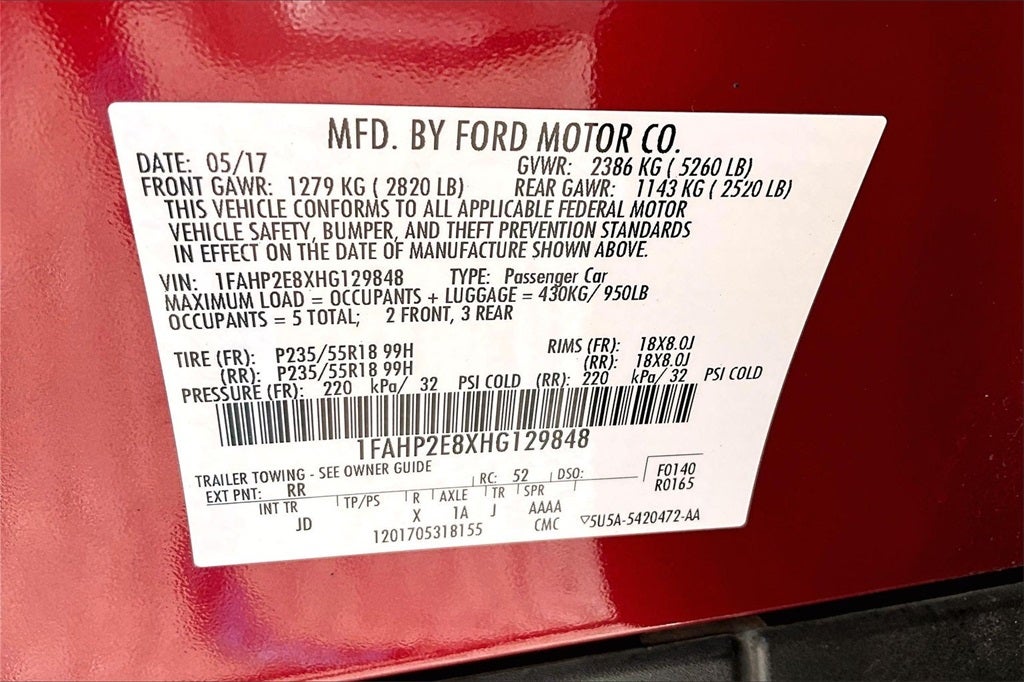 MFD. BY FORD MOTOR CO.
DATE: 05/17 GVWR: 2386 KG ( 5260 LB)
FRONT GAWR: 1279 KG ( 2820 LB) REAR GAWR: 1143 KG ( 2520 LB)
THIS VEHICLE CONFORMS TO ALL APPLICABLE FEDERAL MOTOR
VEHICLE SAFETY, BUMPER, AND THEFT PREVENTION STANDARDS
IN EFFECT ON THE DATE OF MANUFACTURE SHOWN ABOVE.
VIN: 1FAHP2E8XHG129848 TYPE: Passenger Car
MAXIMUM LOAD = OCCUPANTS + LUGGAGE = 430KG/ 950LB
OCCUPANTS = 5 TOTAL; 2 FRONT, 3 REAR
TIRE (FR): P235/55R18 99H RIMS (FR): 18X8.0J
(RR): P235/55R18 99H (RR): 18X8.0J
PRESSURE (FR): 220 kPa/ 32 PSI COLD (RR): 220 kPa/ 32 PSI COLD
1FAHP2E8XHG129848
TRAILER TOWING - SEE OWNER GUIDE
EXT PNT: RR RC: 52 DSO: F0140
R0165
INT TR TP/PS R AXLE TR SPR
JD X 1A J AAAA
CMC ▽5U5A-5420472-AA
1201705318155